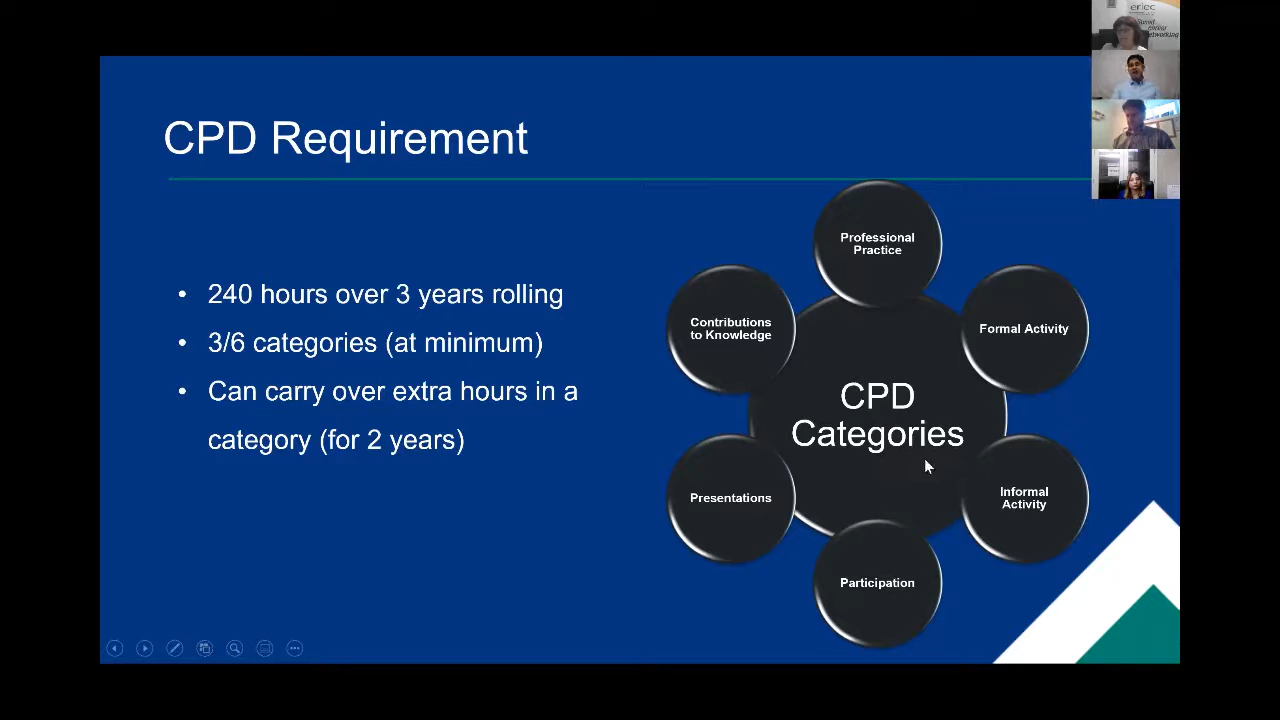 eriec
CPD Requirement
• 240 hours over 3 years rolling
• 3/6 categories (at minimum)
• Can carry over extra hours in a
category (for 2 years)
Professional
Practice
Formal Activity
Informal
Activity
Participation
Presentations
Contributions
to Knowledge
CPD
Categories